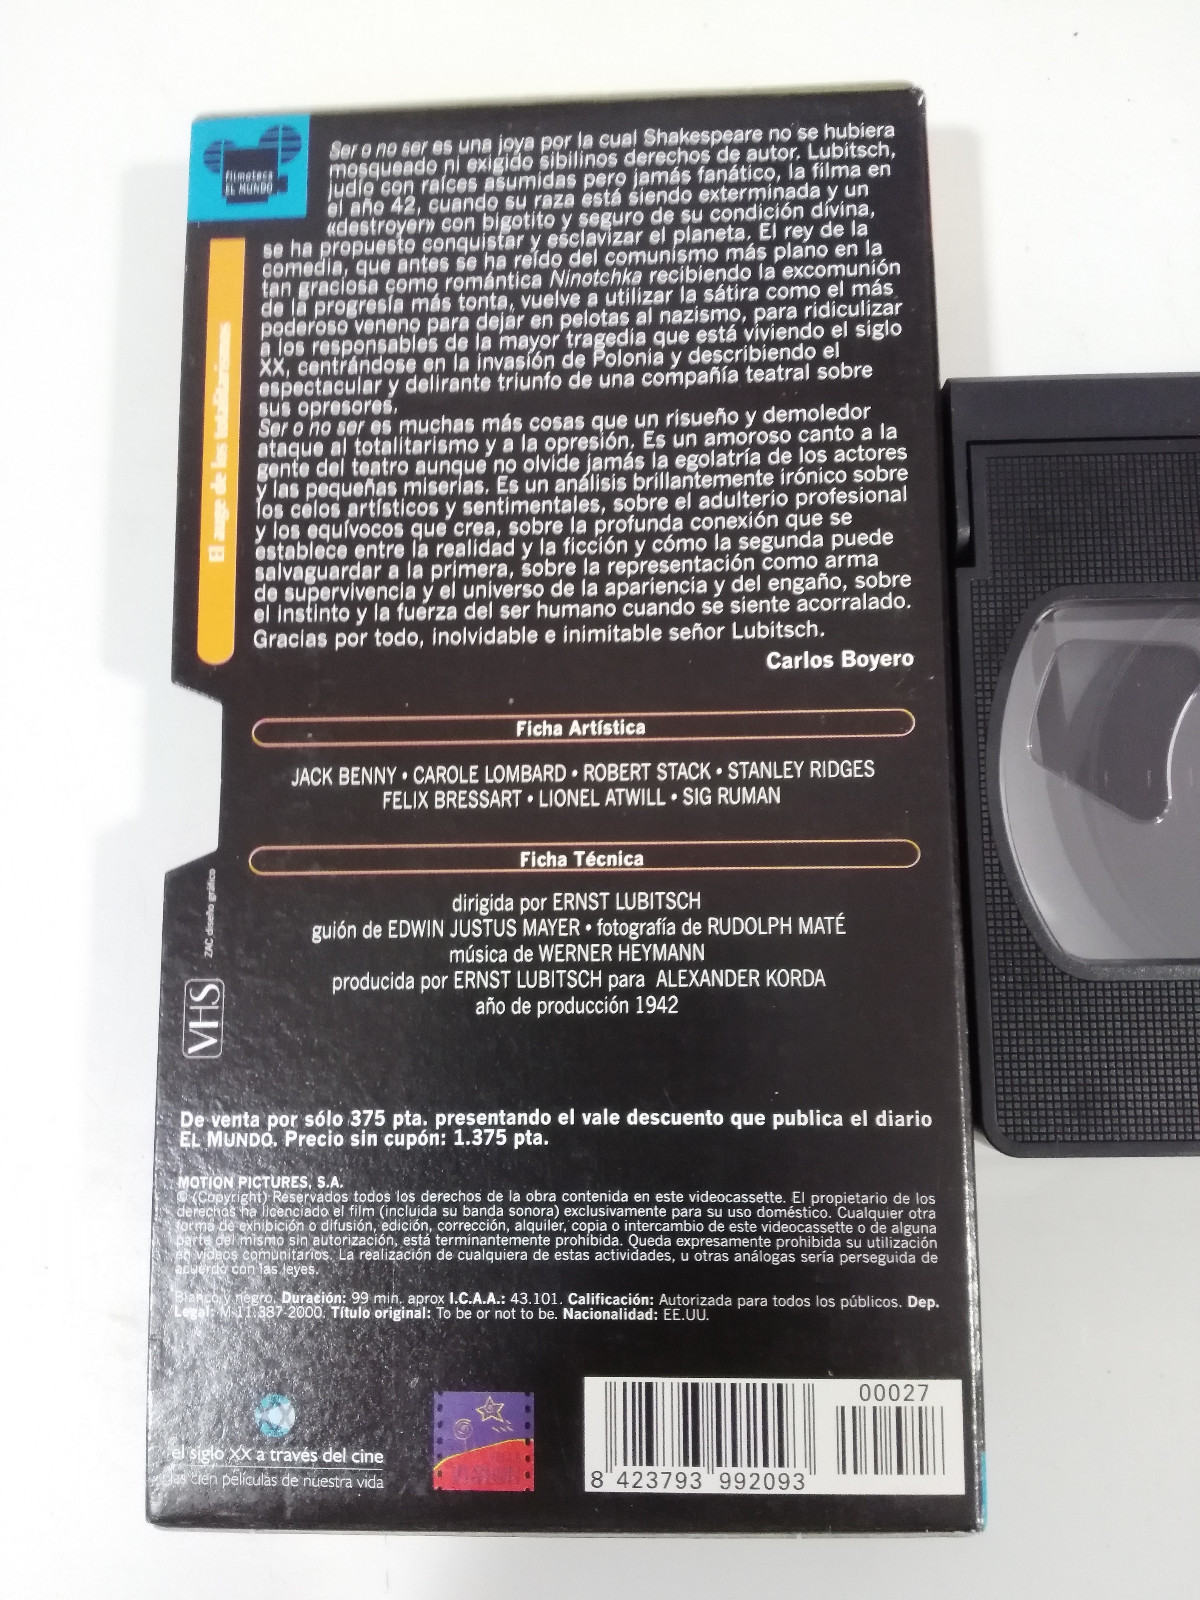 filmoteca
EL MUNDO
Ser o no ser es una joya por la cual Shakespeare no se hubiera
mosqueado ni exigido sibilinos derechos de autor. Lubitsch,
judío con raíces asumidas pero jamás fanático, la filma en
el año 42, cuando su raza está siendo exterminada y un
«destroyer» con bigotito y seguro de su condición divina,
se ha propuesto conquistar y esclavizar el planeta. El rey de la
comedia, que antes se ha reído del comunismo más plano en la
tan graciosa como romántica Ninotchka recibiendo la excomunión
de la progresía más tonta, vuelve a utilizar la sátira como el más
poderoso veneno para dejar en pelotas al nazismo, para ridiculizar
a los responsables de la mayor tragedia que está viviendo el siglo
XX, centrándose en la invasión de Polonia y describiendo el
espectacular y delirante triunfo de una compañía teatral sobre
sus opresores.
Ser o no ser es muchas más cosas que un risueño y demoledor
ataque al totalitarismo y a la opresión. Es un amoroso canto a la
gente del teatro aunque no olvide jamás la egolatría de los actores
y las pequeñas miserias. Es un análisis brillantemente irónico sobre
los celos artísticos y sentimentales, sobre el adulterio profesional
y los equívocos que crea, sobre la profunda conexión que se
establece entre la realidad y la ficción y cómo la segunda puede
salvaguardar a la primera, sobre la representación como arma
de supervivencia y el universo de la apariencia y del engaño, sobre
el instinto y la fuerza del ser humano cuando se siente acorralado.
Gracias por todo, inolvidable e inimitable señor Lubitsch.
Carlos Boyero
El auge de los totalitarismos
Ficha Artística
JACK BENNY • CAROLE LOMBARD • ROBERT STACK • STANLEY RIDGES
FELIX BRESSART • LIONEL ATWILL • SIG RUMAN
Ficha Técnica
dirigida por ERNST LUBITSCH
guión de EDWIN JUSTUS MAYER • fotografía de RUDOLPH MATÉ
música de WERNER HEYMANN
producida por ERNST LUBITSCH para ALEXANDER KORDA
año de producción 1942
ZAC diseño gráfico
VHS
De venta por sólo 375 pta. presentando el vale descuento que publica el diario
EL MUNDO. Precio sin cupón: 1.375 pta.
MOTION PICTURES, S.A.
© (Copyright) Reservados todos los derechos de la obra contenida en este videocassette. El propietario de los
derechos ha licenciado el film (incluida su banda sonora) exclusivamente para su uso doméstico. Cualquier otra
forma de exhibición o difusión, edición, corrección, alquiler, copia o intercambio de este videocassette o de alguna
parte del mismo sin autorización, está terminantemente prohibida. Queda expresamente prohibida su utilización
en vídeos comunitarios. La realización de cualquiera de estas actividades, u otras análogas sería perseguida de
acuerdo con las leyes.
Blanco y negro. Duración: 99 min. aprox I.C.A.A.: 43.101. Calificación: Autorizada para todos los públicos. Dep.
Legal: M-11.387-2000. Título original: To be or not to be. Nacionalidad: EE.UU.
el siglo XX a través del cine
las cien películas de nuestra vida
00027
8 423793 992093